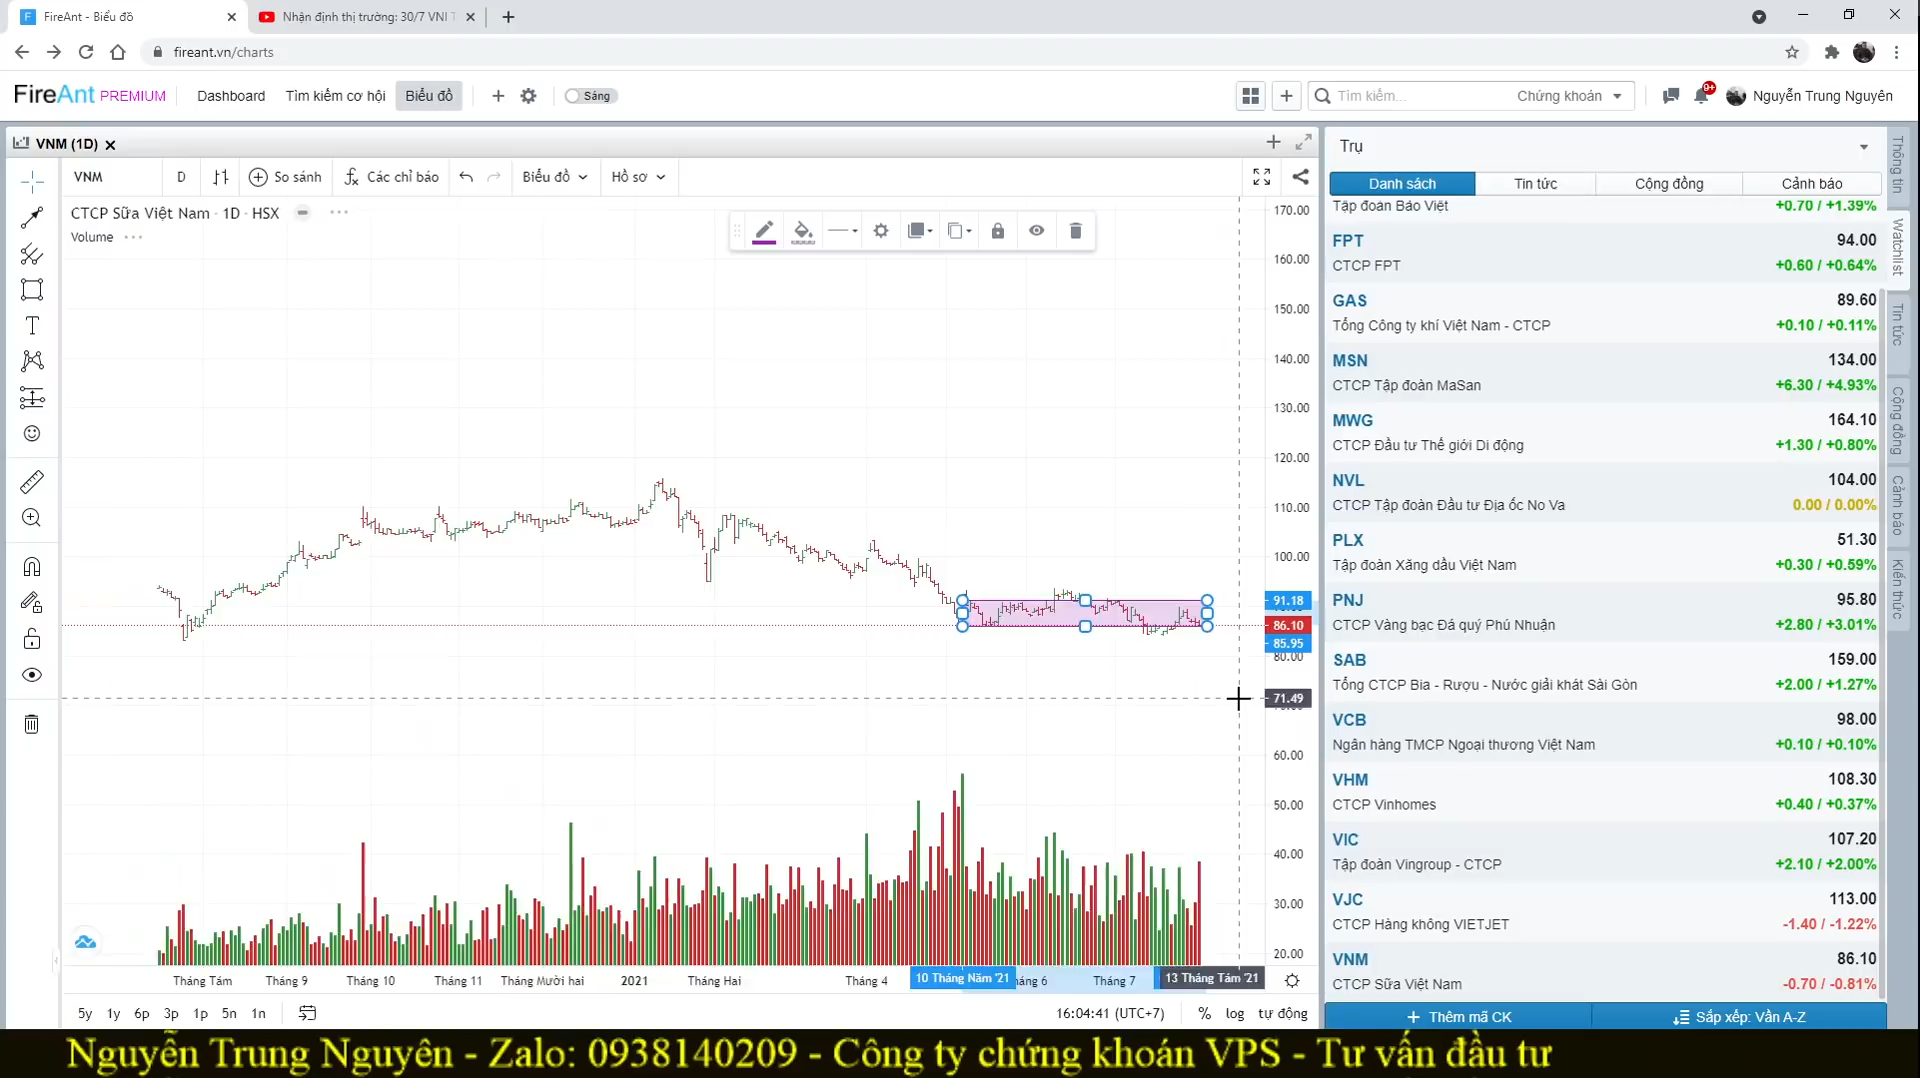 FireAnt - Biểu đồ
Nhận định thị trường: 30/7 VNI T
fireant.vn/charts
FireAnt PREMIUM
Dashboard
Tìm kiếm cơ hội
Biểu đồ
Sáng
Tìm kiếm...
Chứng khoán
9+
Nguyễn Trung Nguyên
VNM (1D)
VNM
D
So sánh
Các chỉ báo
Biểu đồ
Hồ sơ
CTCP Sữa Việt Nam · 1D · HSX
Volume
170.00
160.00
150.00
140.00
130.00
120.00
110.00
100.00
91.18
86.10
85.95
80.00
71.49
60.00
50.00
40.00
30.00
20.00
Tháng Tám
Tháng 9
Tháng 10
Tháng 11
Tháng Mười hai
2021
Tháng Hai
Tháng 4
10 Tháng Năm '21
háng 6
Tháng 7
13 Tháng Tám '21
5y
1y
6p
3p
1p
5n
1n
16:04:41 (UTC+7)
%
log
tự động
Trụ
Danh sách
Tin tức
Cộng đồng
Cảnh báo
Tập đoàn Bảo Việt
+0.70 / +1.39%
FPT
94.00
CTCP FPT
+0.60 / +0.64%
GAS
89.60
Tổng Công ty khí Việt Nam - CTCP
+0.10 / +0.11%
MSN
134.00
CTCP Tập đoàn MaSan
+6.30 / +4.93%
MWG
164.10
CTCP Đầu tư Thế giới Di động
+1.30 / +0.80%
NVL
104.00
CTCP Tập đoàn Đầu tư Địa ốc No Va
0.00 / 0.00%
PLX
51.30
Tập đoàn Xăng dầu Việt Nam
+0.30 / +0.59%
PNJ
95.80
CTCP Vàng bạc Đá quý Phú Nhuận
+2.80 / +3.01%
SAB
159.00
Tổng CTCP Bia - Rượu - Nước giải khát Sài Gòn
+2.00 / +1.27%
VCB
98.00
Ngân hàng TMCP Ngoại thương Việt Nam
+0.10 / +0.10%
VHM
108.30
CTCP Vinhomes
+0.40 / +0.37%
VIC
107.20
Tập đoàn Vingroup - CTCP
+2.10 / +2.00%
VJC
113.00
CTCP Hàng không VIETJET
-1.40 / -1.22%
VNM
86.10
CTCP Sữa Việt Nam
-0.70 / -0.81%
Thêm mã CK
Sắp xếp: Vần A-Z
Thông tin
Watchlist
Tin tức
Cộng đồng
Cảnh báo
Kiến thức
Nguyễn Trung Nguyên - Zalo: 0938140209 - Công ty chứng khoán VPS - Tư vấn đầu tư